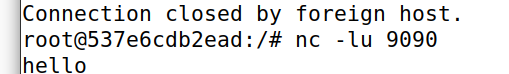 Connection closed by foreign host.
root@537e6cdb2ead:/# nc -lu 9090
hello